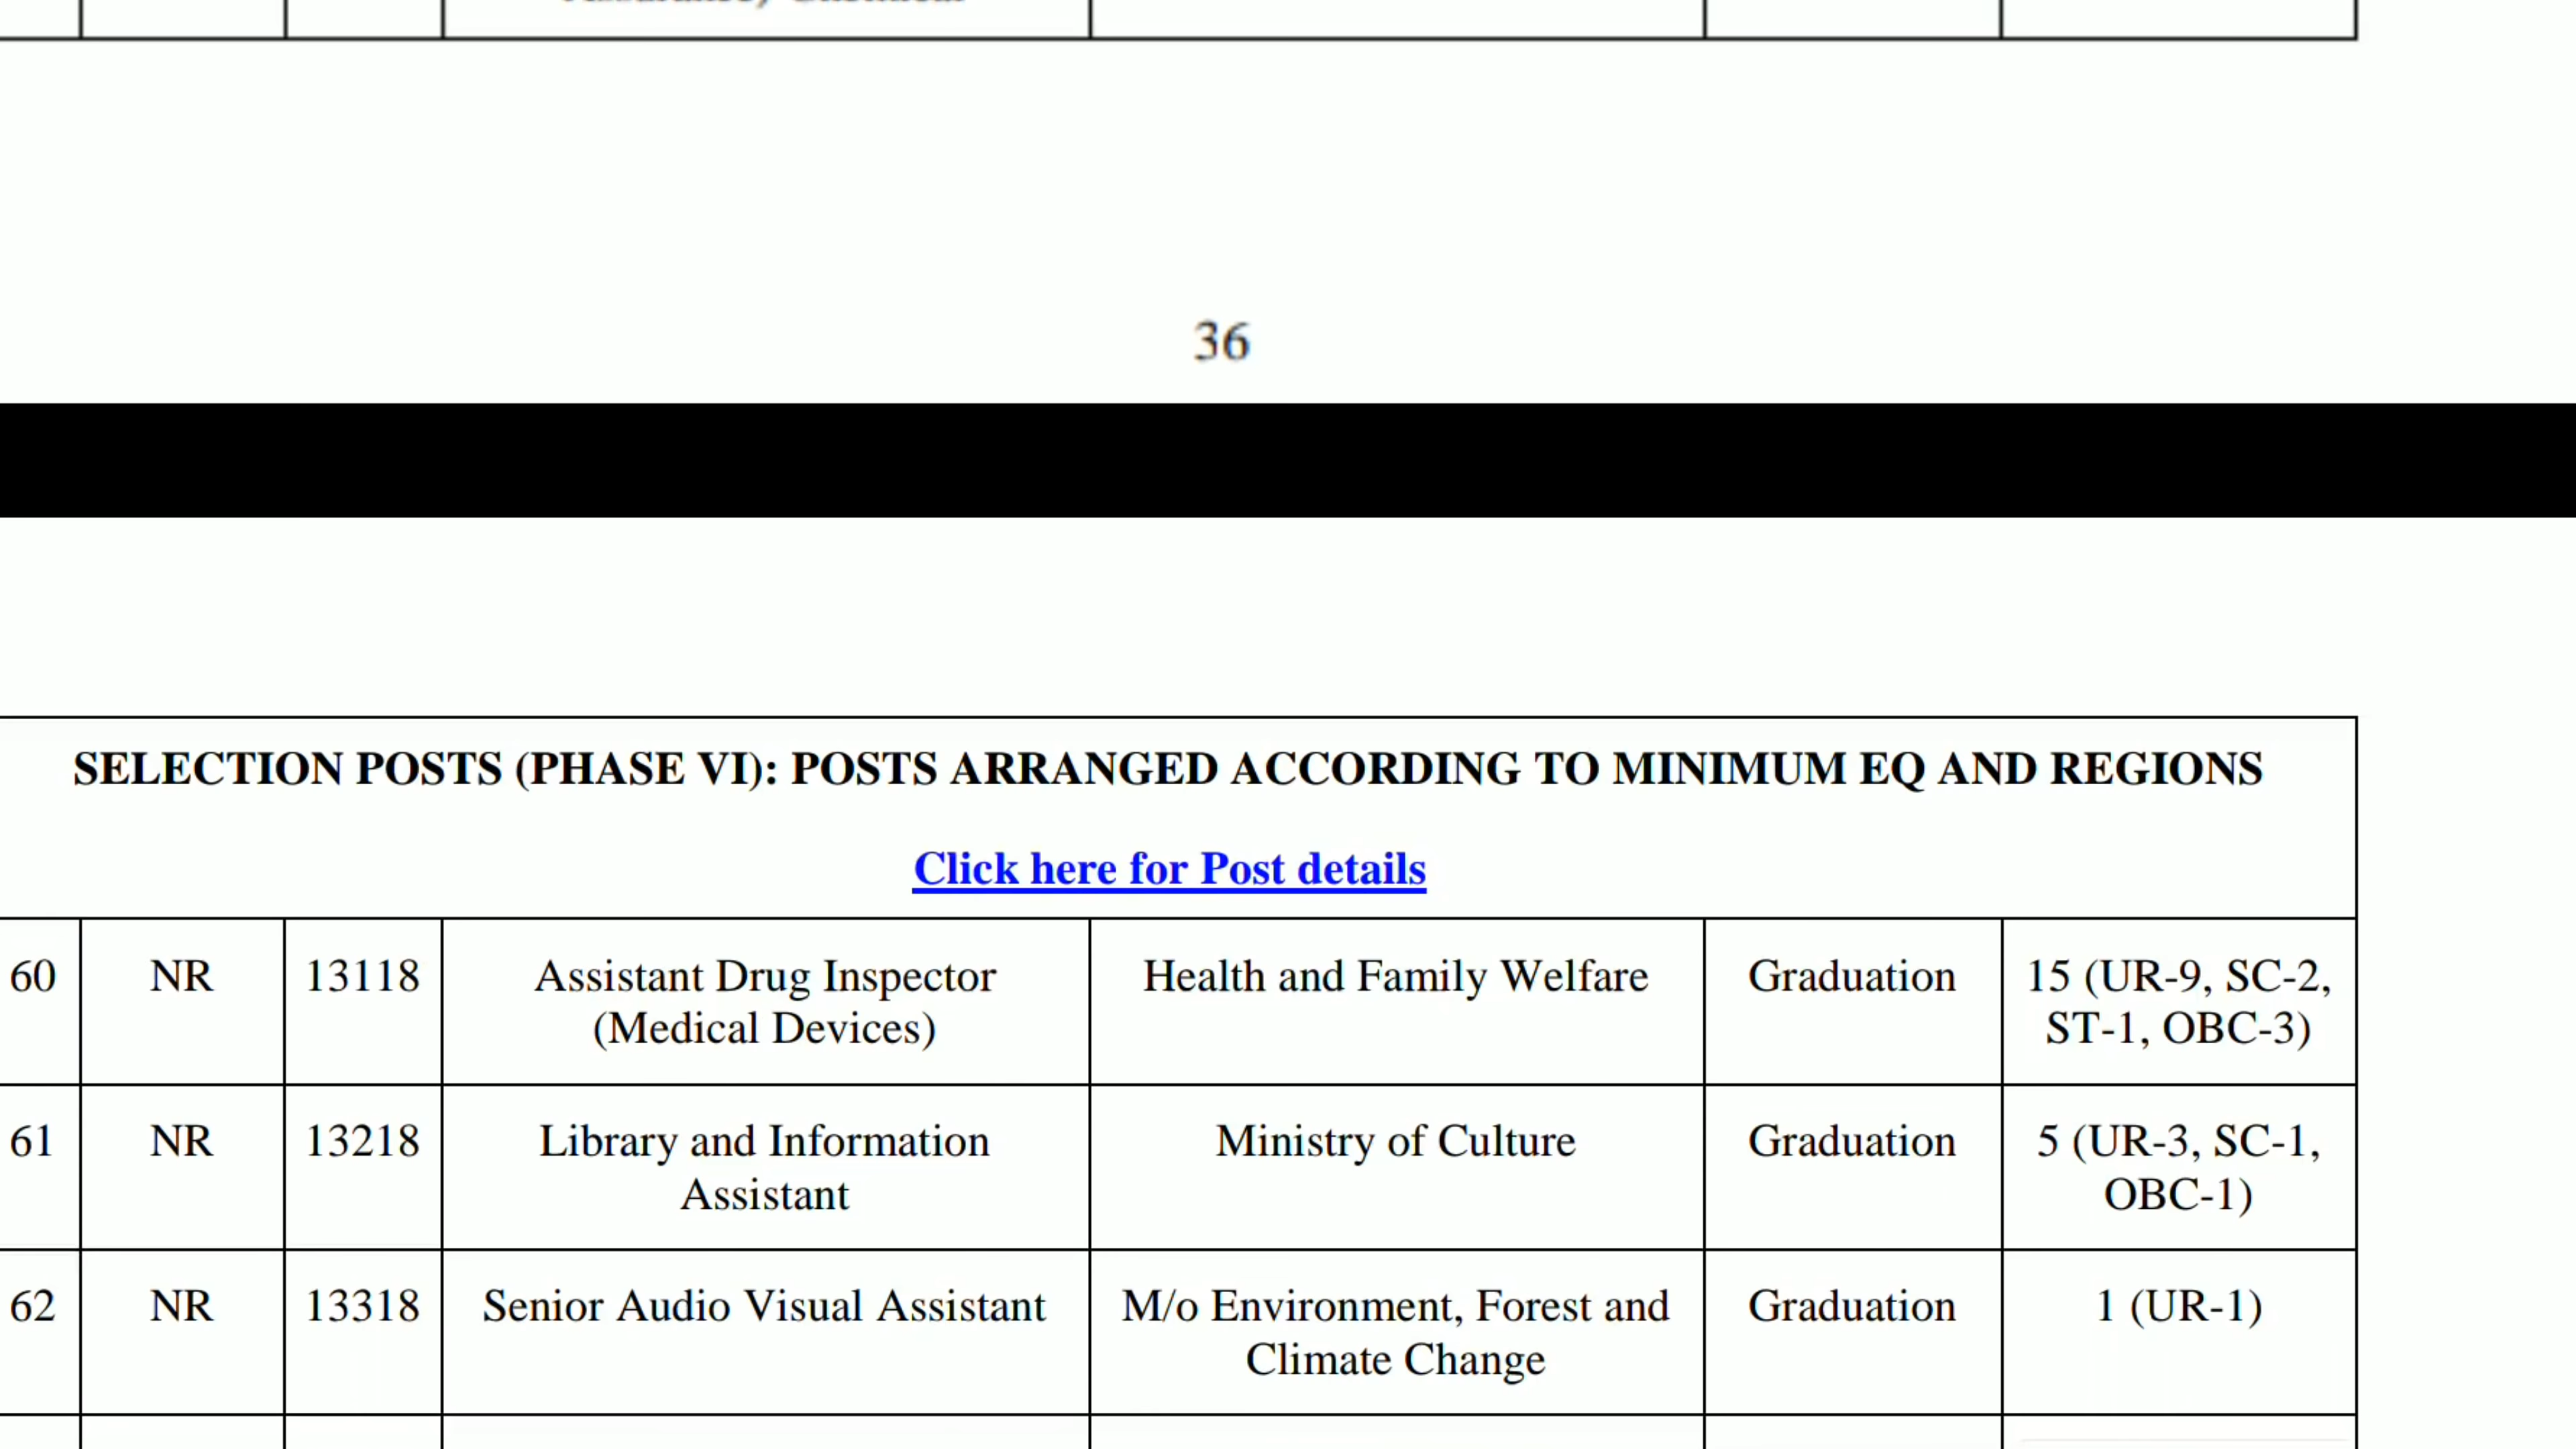 36
SELECTION POSTS (PHASE VI): POSTS ARRANGED ACCORDING TO MINIMUM EQ AND REGIONS
Click here for Post details
60 NR 13118 Assistant Drug Inspector Health and Family Welfare Graduation 15 (UR-9, SC-2,
(Medical Devices) ST-1, OBC-3)
61 NR 13218 Library and Information Ministry of Culture Graduation 5 (UR-3, SC-1,
Assistant OBC-1)
62 NR 13318 Senior Audio Visual Assistant M/o Environment, Forest and Graduation 1 (UR-1)
Climate Change